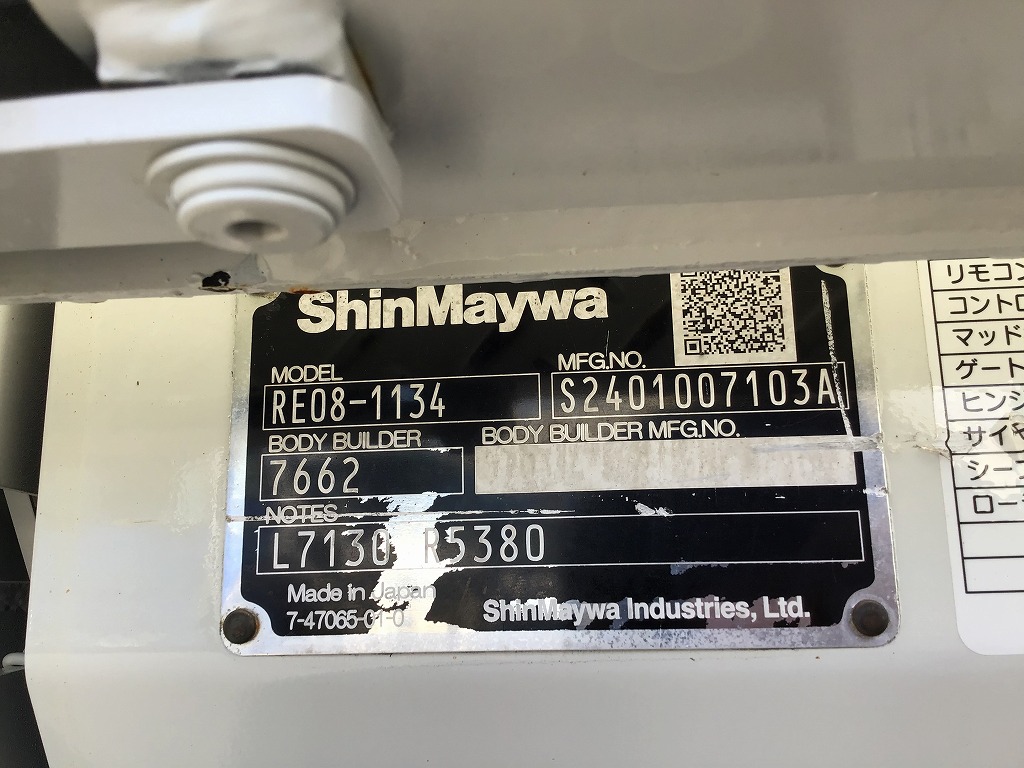 ShinMaywa
MODEL
MFG.NO.
RE08-1134
S2401007103A
BODY BUILDER
BODY BUILDER MFG.NO.
7662
NOTES
L7130 R5380
Made in Japan
7-47065-01-0
ShinMaywa Industries, Ltd.
リモコン
コントロ
マッド
ゲート
ヒンジ
サイ
シー
ロー